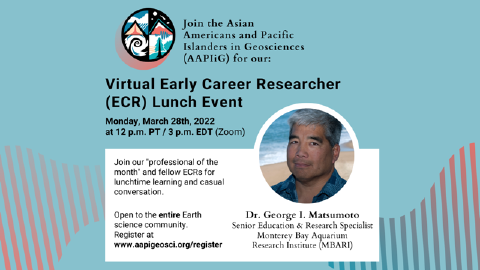 Join the Asian
Americans and Pacific
Islanders in Geosciences
(AAPIiG) for our:
Virtual Early Career Researcher
(ECR) Lunch Event
Monday, March 28th, 2022
at 12 p.m. PT / 3 p.m. EDT (Zoom)
Join our "professional of the
month" and fellow ECRs for
lunchtime learning and casual
conversation.
Open to the entire Earth
science community.
Register at
www.aapigeosci.org/register
Dr. George I. Matsumoto
Senior Education & Research Specialist
Monterey Bay Aquarium
Research Institute (MBARI)